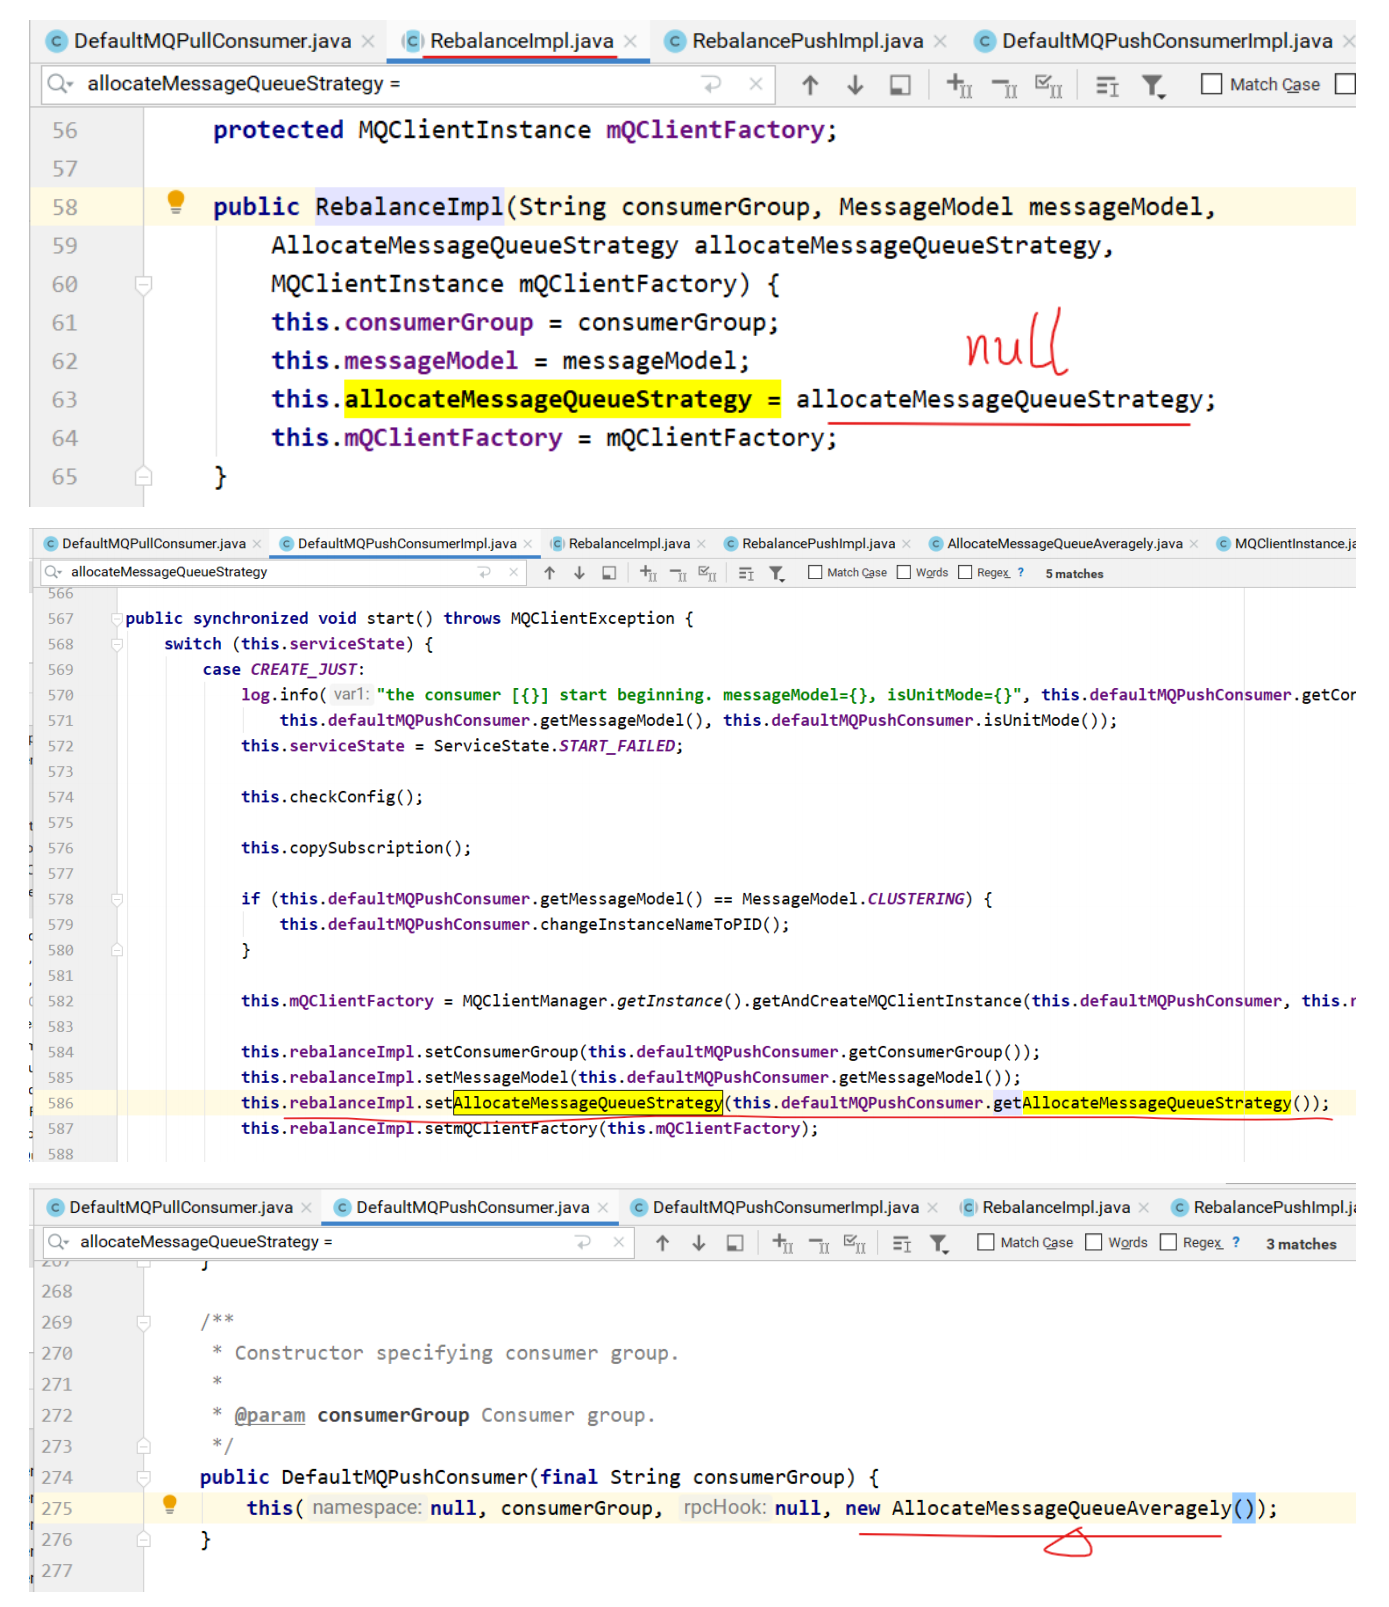 DefaultMQPullConsumer.java × RebalanceImpl.java × RebalancePushImpl.java × DefaultMQPushConsumerImpl.java ×
allocateMessageQueueStrategy = Match Case
56 protected MQClientInstance mQClientFactory;
57
58 public RebalanceImpl(String consumerGroup, MessageModel messageModel,
59 AllocateMessageQueueStrategy allocateMessageQueueStrategy,
60 MQClientInstance mQClientFactory) {
61 this.consumerGroup = consumerGroup;
null
62 this.messageModel = messageModel;
63 this.allocateMessageQueueStrategy = allocateMessageQueueStrategy;
64 this.mQClientFactory = mQClientFactory;
65 }
DefaultMQPullConsumer.java × DefaultMQPushConsumerImpl.java × RebalanceImpl.java × RebalancePushImpl.java × AllocateMessageQueueAveragely.java × MQClientInstance.ja
allocateMessageQueueStrategy Match Case Words Regex ? 5 matches
566
567 public synchronized void start() throws MQClientException {
568 switch (this.serviceState) {
569 case CREATE_JUST:
570 log.info( var1: "the consumer [{}] start beginning. messageModel={}, isUnitMode={}", this.defaultMQPushConsumer.getCon
571 this.defaultMQPushConsumer.getMessageModel(), this.defaultMQPushConsumer.isUnitMode());
572 this.serviceState = ServiceState.START_FAILED;
573
574 this.checkConfig();
575
576 this.copySubscription();
577
578 if (this.defaultMQPushConsumer.getMessageModel() == MessageModel.CLUSTERING) {
579 this.defaultMQPushConsumer.changeInstanceNameToPID();
580 }
581
582 this.mQClientFactory = MQClientManager.getInstance().getAndCreateMQClientInstance(this.defaultMQPushConsumer, this.r
583
584 this.rebalanceImpl.setConsumerGroup(this.defaultMQPushConsumer.getConsumerGroup());
585 this.rebalanceImpl.setMessageModel(this.defaultMQPushConsumer.getMessageModel());
586 this.rebalanceImpl.setAllocateMessageQueueStrategy(this.defaultMQPushConsumer.getAllocateMessageQueueStrategy());
587 this.rebalanceImpl.setmQClientFactory(this.mQClientFactory);
588
DefaultMQPullConsumer.java × DefaultMQPushConsumer.java × DefaultMQPushConsumerImpl.java × RebalanceImpl.java × RebalancePushImpl.ja
allocateMessageQueueStrategy = Match Case Words Regex ? 3 matches
267 }
268
269 /**
270 * Constructor specifying consumer group.
271 *
272 * @param consumerGroup Consumer group.
273 */
274 public DefaultMQPushConsumer(final String consumerGroup) {
275 this( namespace: null, consumerGroup, rpcHook: null, new AllocateMessageQueueAveragely());
276 }
277